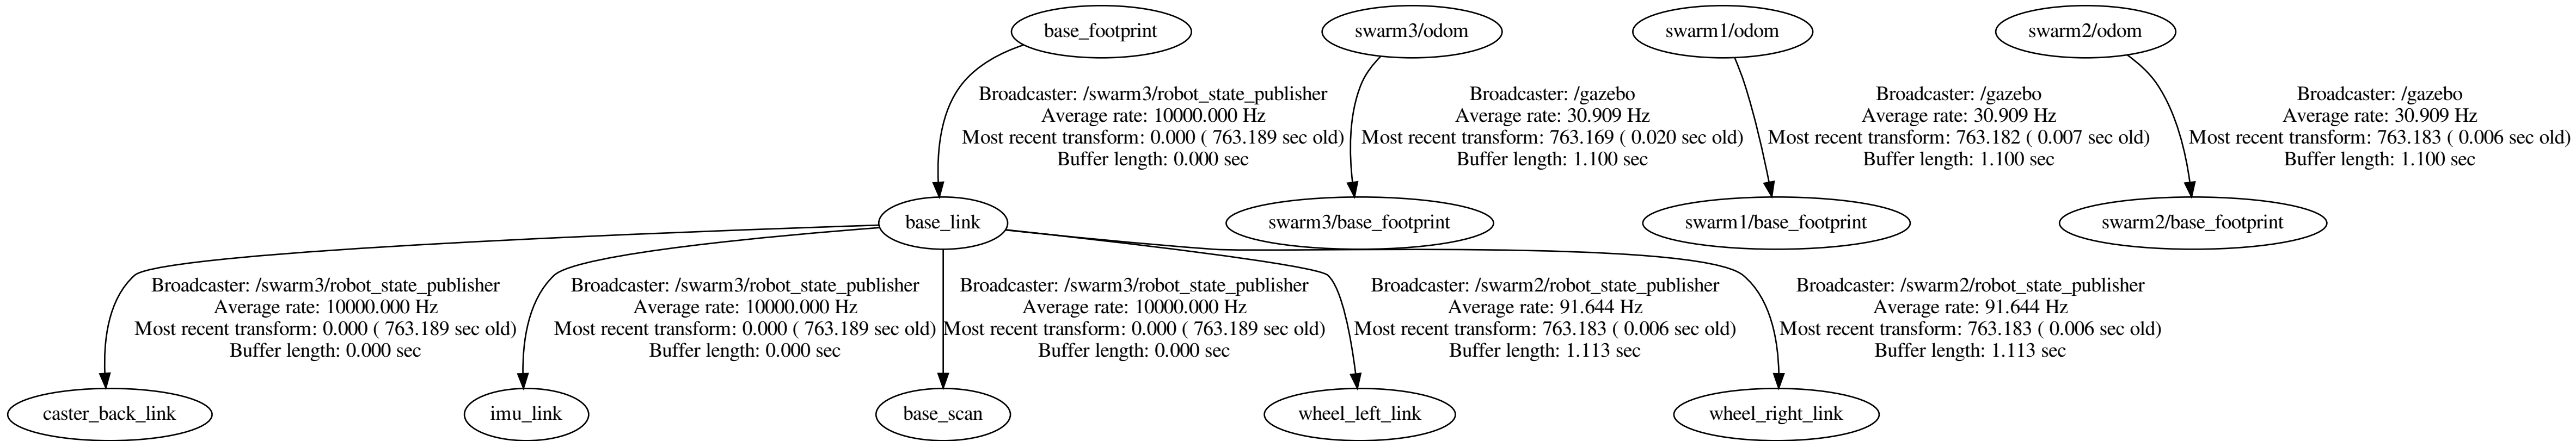 base_footprint
swarm3/odom
swarm1/odom
swarm2/odom
Broadcaster: /swarm3/robot_state_publisher
Average rate: 10000.000 Hz
Most recent transform: 0.000 ( 763.189 sec old)
Buffer length: 0.000 sec
Broadcaster: /gazebo
Average rate: 30.909 Hz
Most recent transform: 763.169 ( 0.020 sec old)
Buffer length: 1.100 sec
Broadcaster: /gazebo
Average rate: 30.909 Hz
Most recent transform: 763.182 ( 0.007 sec old)
Buffer length: 1.100 sec
Broadcaster: /gazebo
Average rate: 30.909 Hz
Most recent transform: 763.183 ( 0.006 sec old)
Buffer length: 1.100 sec
base_link
swarm3/base_footprint
swarm1/base_footprint
swarm2/base_footprint
Broadcaster: /swarm3/robot_state_publisher
Average rate: 10000.000 Hz
Most recent transform: 0.000 ( 763.189 sec old)
Buffer length: 0.000 sec
Broadcaster: /swarm3/robot_state_publisher
Average rate: 10000.000 Hz
Most recent transform: 0.000 ( 763.189 sec old)
Buffer length: 0.000 sec
Broadcaster: /swarm3/robot_state_publisher
Average rate: 10000.000 Hz
Most recent transform: 0.000 ( 763.189 sec old)
Buffer length: 0.000 sec
Broadcaster: /swarm2/robot_state_publisher
Average rate: 91.644 Hz
Most recent transform: 763.183 ( 0.006 sec old)
Buffer length: 1.113 sec
Broadcaster: /swarm2/robot_state_publisher
Average rate: 91.644 Hz
Most recent transform: 763.183 ( 0.006 sec old)
Buffer length: 1.113 sec
caster_back_link
imu_link
base_scan
wheel_left_link
wheel_right_link